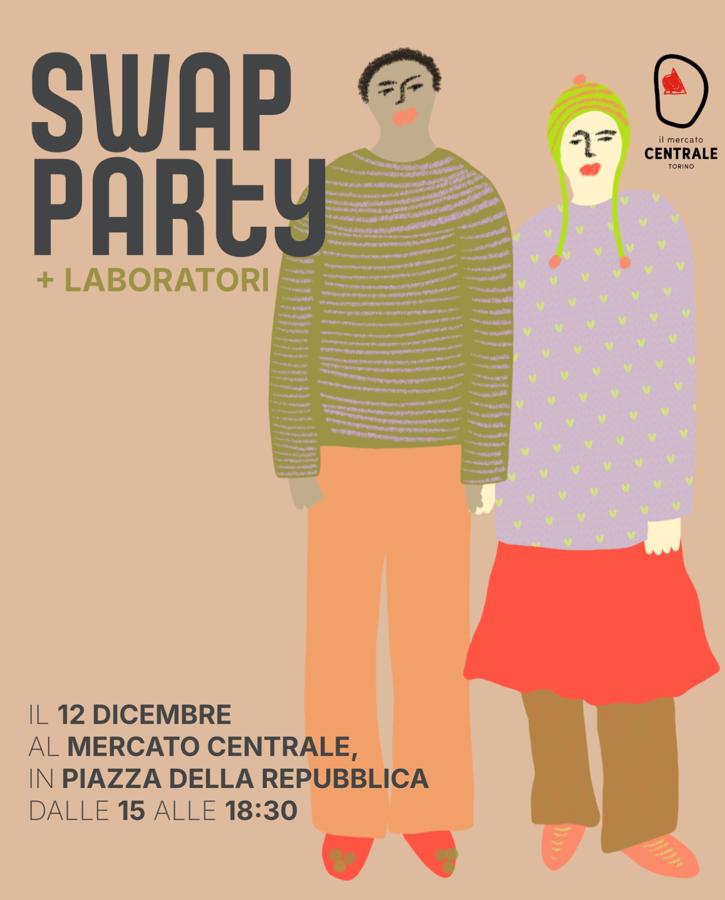 SWAP
PARty
+ LABORATORI
il mercato
CENTRALE
TORINO
IL 12 DICEMBRE
AL MERCATO CENTRALE,
IN PIAZZA DELLA REPUBBLICA
DALLE 15 ALLE 18:30